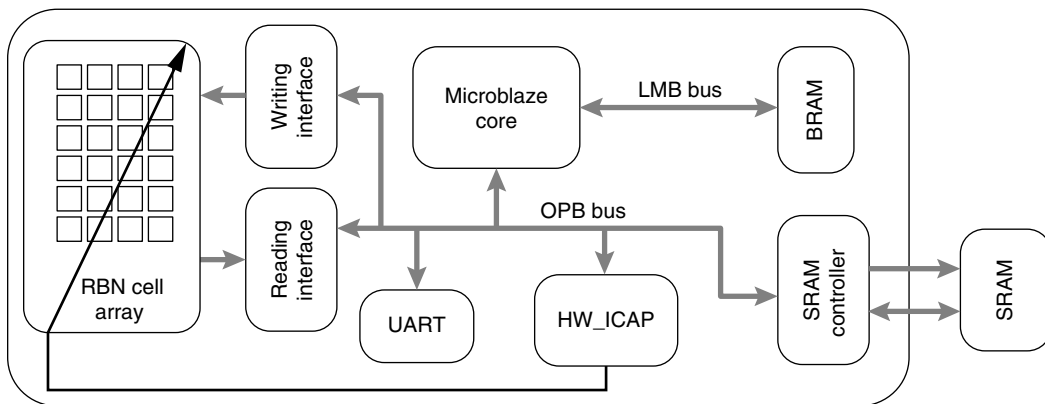 Writing
interface
Microblaze
core
LMB bus
BRAM
OPB bus
Reading
interface
RBN cell
array
UART
HW_ICAP
SRAM
controller
SRAM